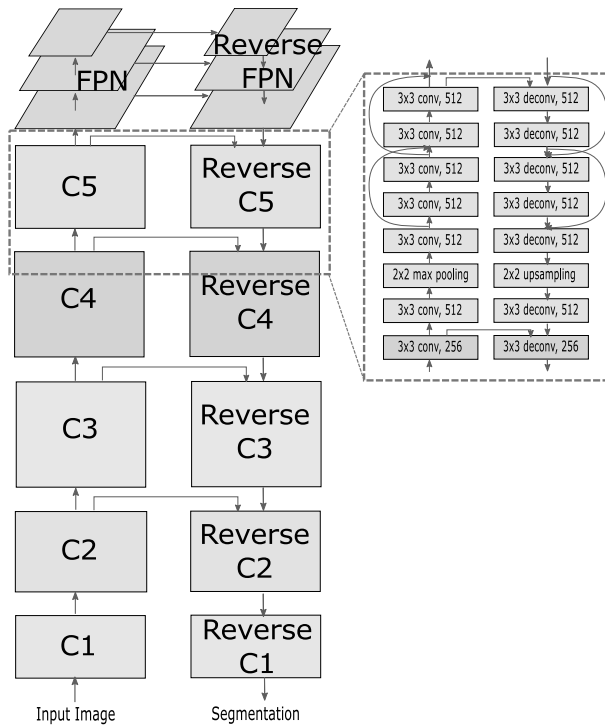 FPN
Reverse
FPN
C5
Reverse
C5
C4
Reverse
C4
C3
Reverse
C3
C2
Reverse
C2
C1
Reverse
C1
Input Image
Segmentation
3x3 conv, 512
3x3 deconv, 512
3x3 conv, 512
3x3 deconv, 512
3x3 conv, 512
3x3 deconv, 512
3x3 conv, 512
3x3 deconv, 512
3x3 conv, 512
3x3 deconv, 512
2x2 max pooling
2x2 upsampling
3x3 conv, 512
3x3 deconv, 512
3x3 conv, 256
3x3 deconv, 256